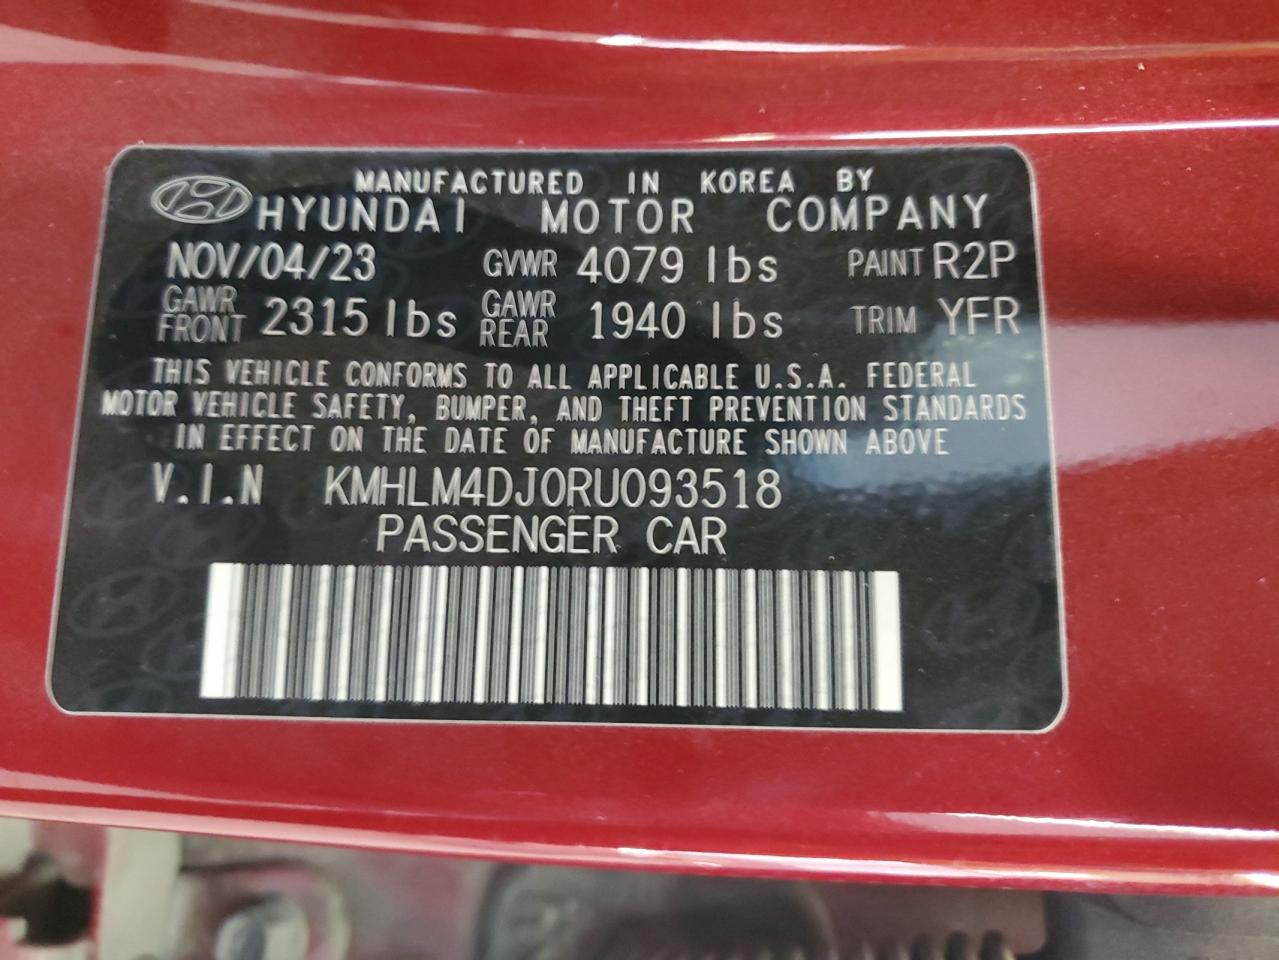 MANUFACTURED IN KOREA BY
HYUNDAI MOTOR COMPANY
NOV/04/23 GVWR 4079 lbs PAINT R2P
GAWR FRONT 2315 lbs GAWR REAR 1940 lbs TRIM YFR
THIS VEHICLE CONFORMS TO ALL APPLICABLE U.S.A. FEDERAL
MOTOR VEHICLE SAFETY, BUMPER, AND THEFT PREVENTION STANDARDS
IN EFFECT ON THE DATE OF MANUFACTURE SHOWN ABOVE
V.I.N KMHLM4DJ0RU093518
PASSENGER CAR